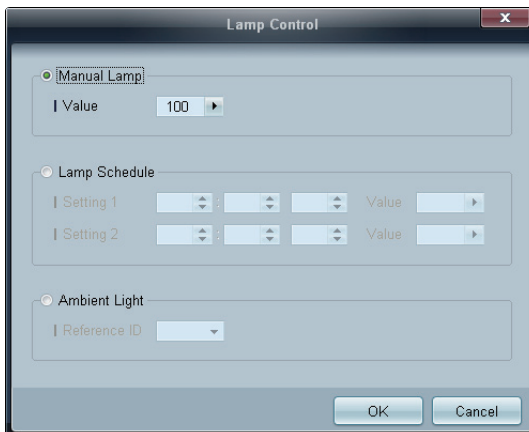 Lamp Control
x
Manual Lamp
Value 100
Lamp Schedule
Setting 1 : Value
Setting 2 : Value
Ambient Light
Reference ID
OK Cancel